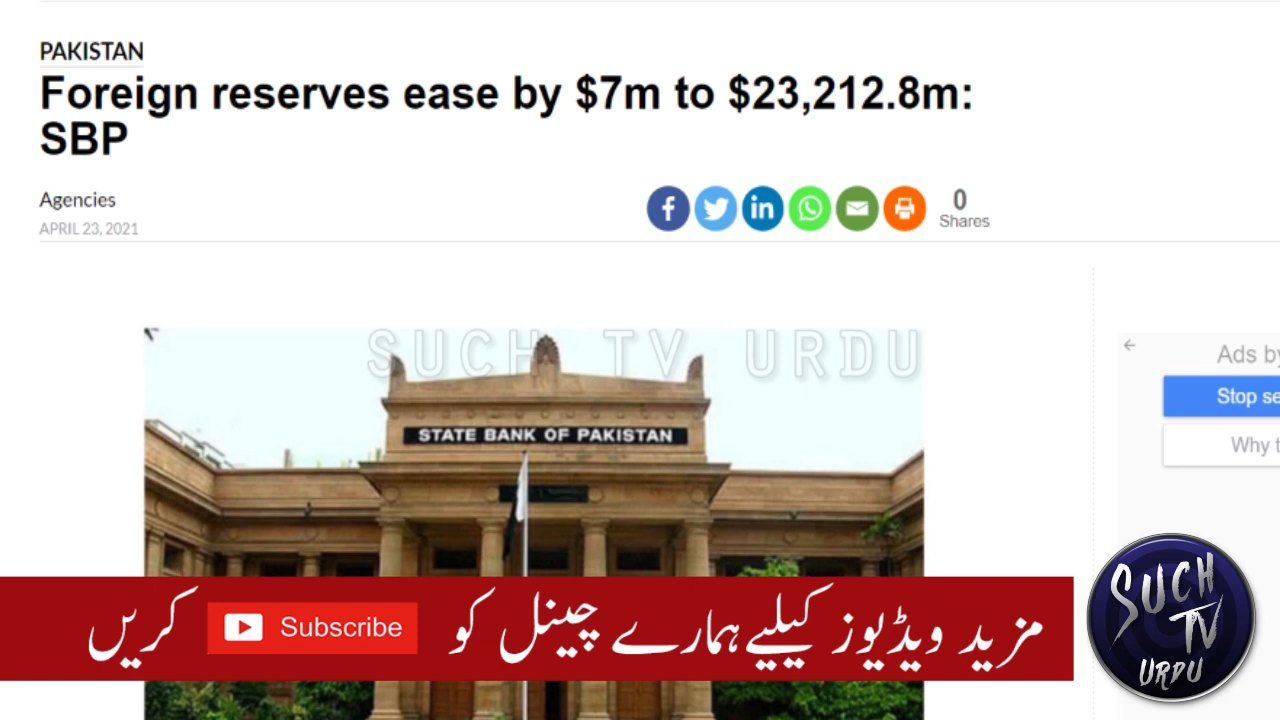 PAKISTAN
Foreign reserves ease by $7m to $23,212.8m:
SBP
Agencies
APRIL 23, 2021
0
Shares
SUCH TV URDU
STATE BANK OF PAKISTAN
Ads by
Stop se
Why t
مزید ویڈیوز کیلیے ہمارے چینل کو Subscribe کریں
SUCH
TV
URDU